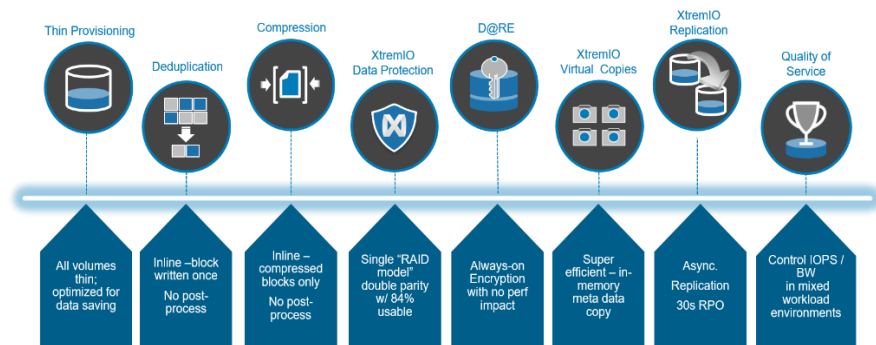 Thin Provisioning
Deduplication
Compression
XtremIO
Data Protection
D@RE
XtremIO
Virtual Copies
XtremIO
Replication
Quality of
Service
All volumes
thin;
optimized for
data saving
Inline –block
written once
No post-
process
Inline –
compressed
blocks only
No post-
process
Single “RAID
model”
double parity
w/ 84%
usable
Always-on
Encryption
with no perf
impact
Super
efficient – in-
memory
meta data
copy
Async.
Replication
30s RPO
Control IOPS /
BW
in mixed
workload
environments